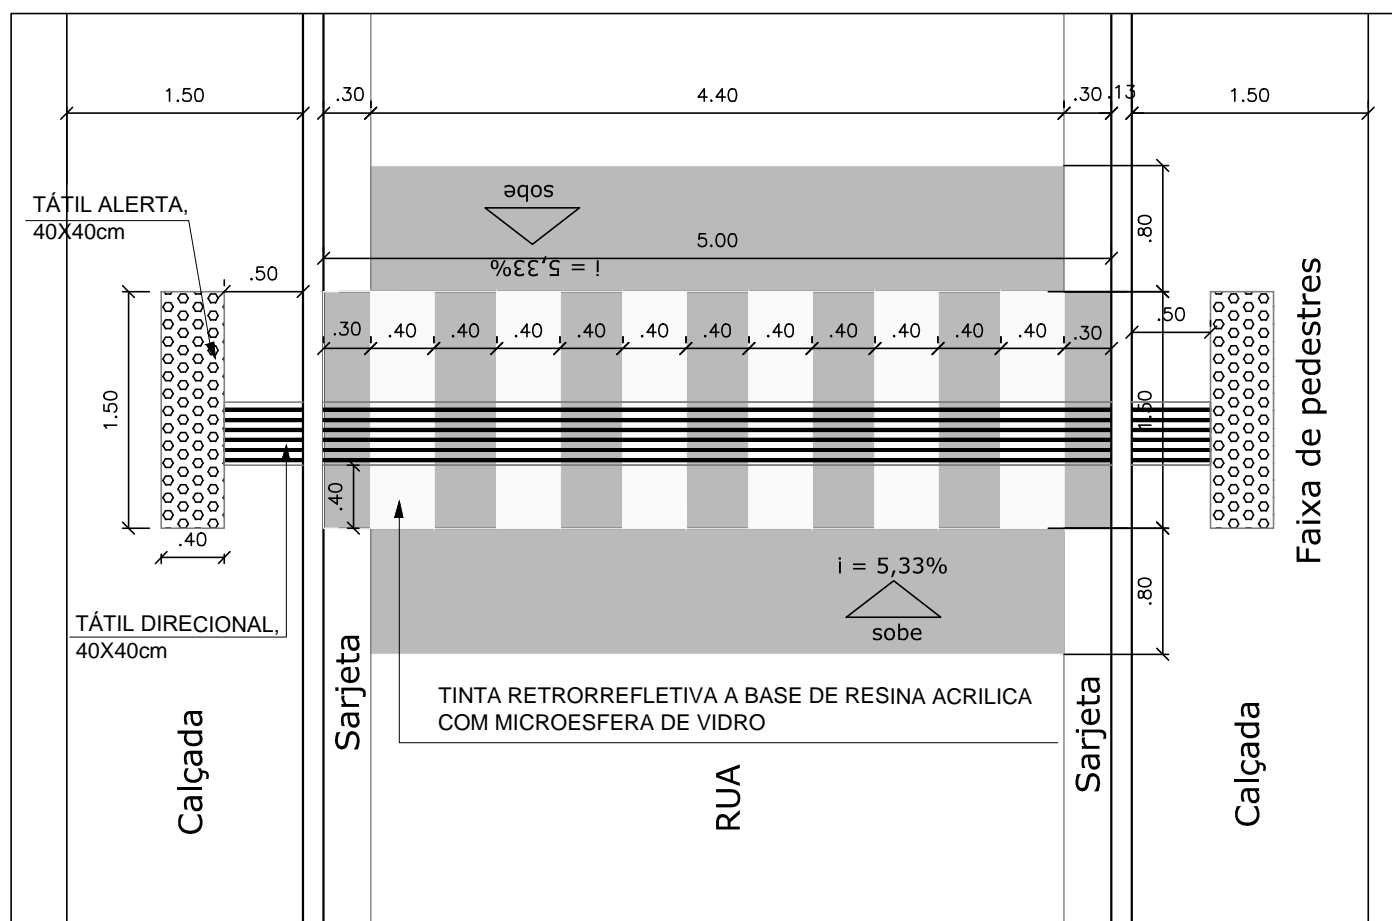 1.50
.30
4.40
.30
.13
1.50
TÁTIL ALERTA,
40X40cm
sobe
i = 5,33%
5.00
.80
.50
.50
.30
.40
.40
.40
.40
.40
.40
.40
.40
.40
.40
.40
.30
1.50
1.50
Faixa de pedestres
.40
.40
i = 5,33%
sobe
.80
TÁTIL DIRECIONAL,
40X40cm
TINTA RETRORREFLETIVA A BASE DE RESINA ACRILICA
COM MICROESFERA DE VIDRO
Sarjeta
Sarjeta
Calçada
RUA
Calçada